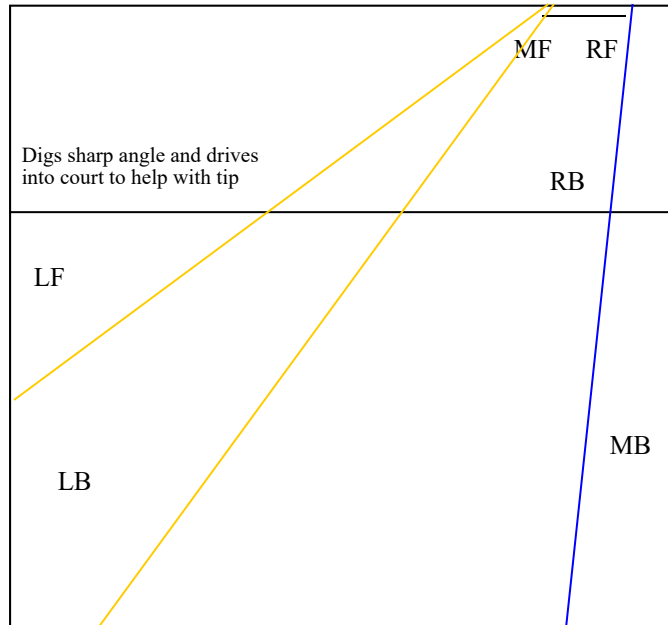 MF RF
Digs sharp angle and drives
into court to help with tip
RB
LF
MB
LB